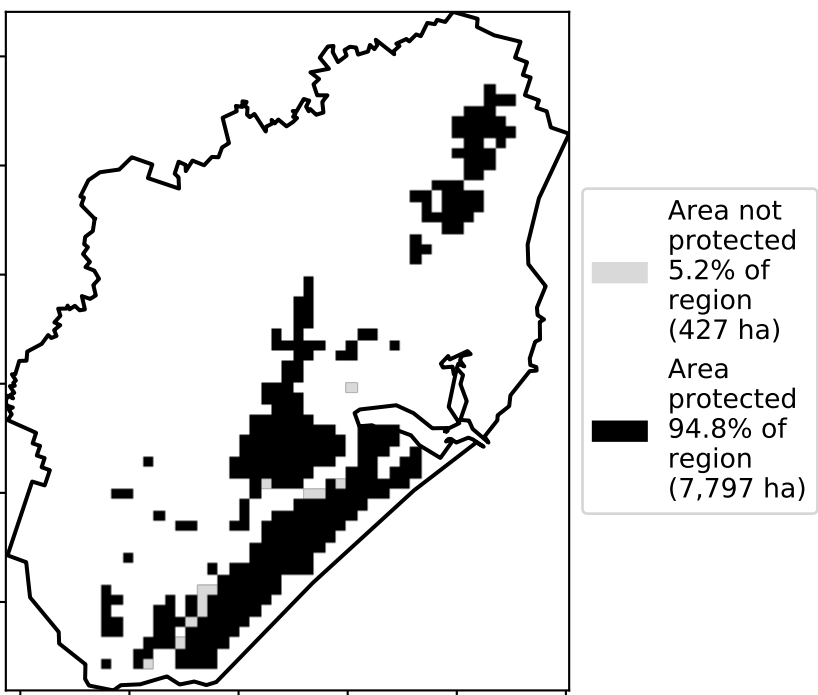 Area not
protected
5.2% of
region
(427 ha)
Area
protected
94.8% of
region
(7,797 ha)